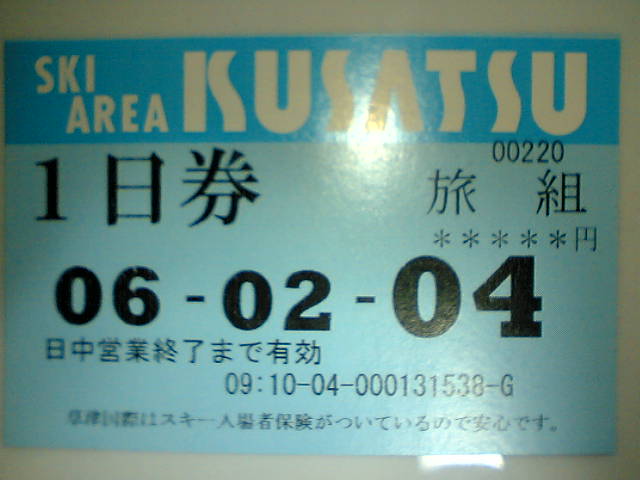 SKI AREA KUSATSU
00220
1日券 旅 組
*****円
06-02-04
日中営業終了まで有効
09:10-04-000131538-G
草津国際はスキー入場者保険がついているので安心です。